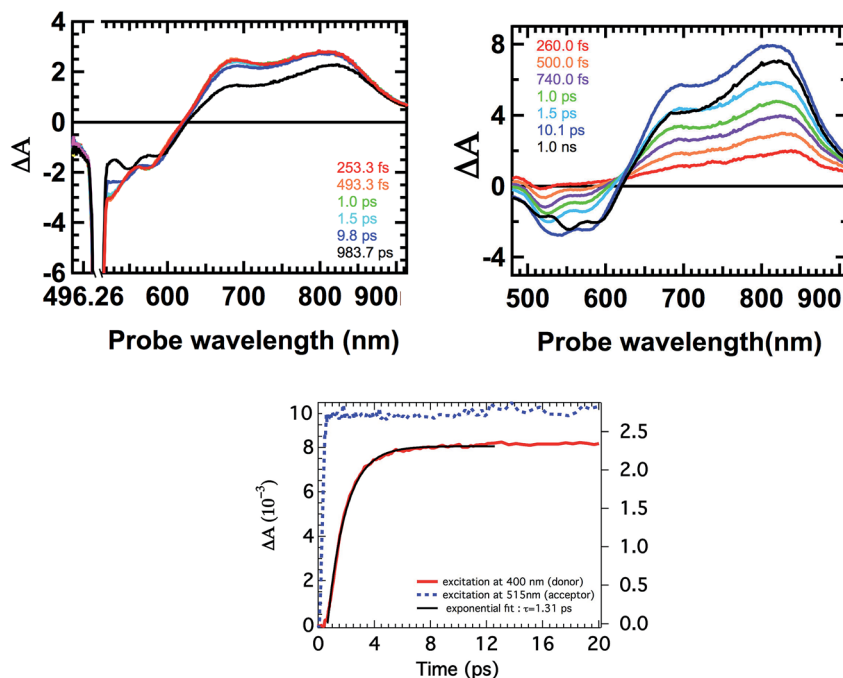 4
2
0
-2
-4
-6
ΔA
253.3 fs
493.3 fs
1.0 ps
1.5 ps
9.8 ps
983.7 ps
496.26 600 700 800 900
Probe wavelength (nm)
8
4
0
-4
ΔA
260.0 fs
500.0 fs
740.0 fs
1.0 ps
1.5 ps
10.1 ps
1.0 ns
500 600 700 800 900
Probe wavelength(nm)
10
8
6
4
2
0
ΔA (10⁻³)
2.5
2.0
1.5
1.0
0.5
0.0
excitation at 400 nm (donor)
excitation at 515nm (acceptor)
exponential fit : τ=1.31 ps
0 4 8 12 16 20
Time (ps)